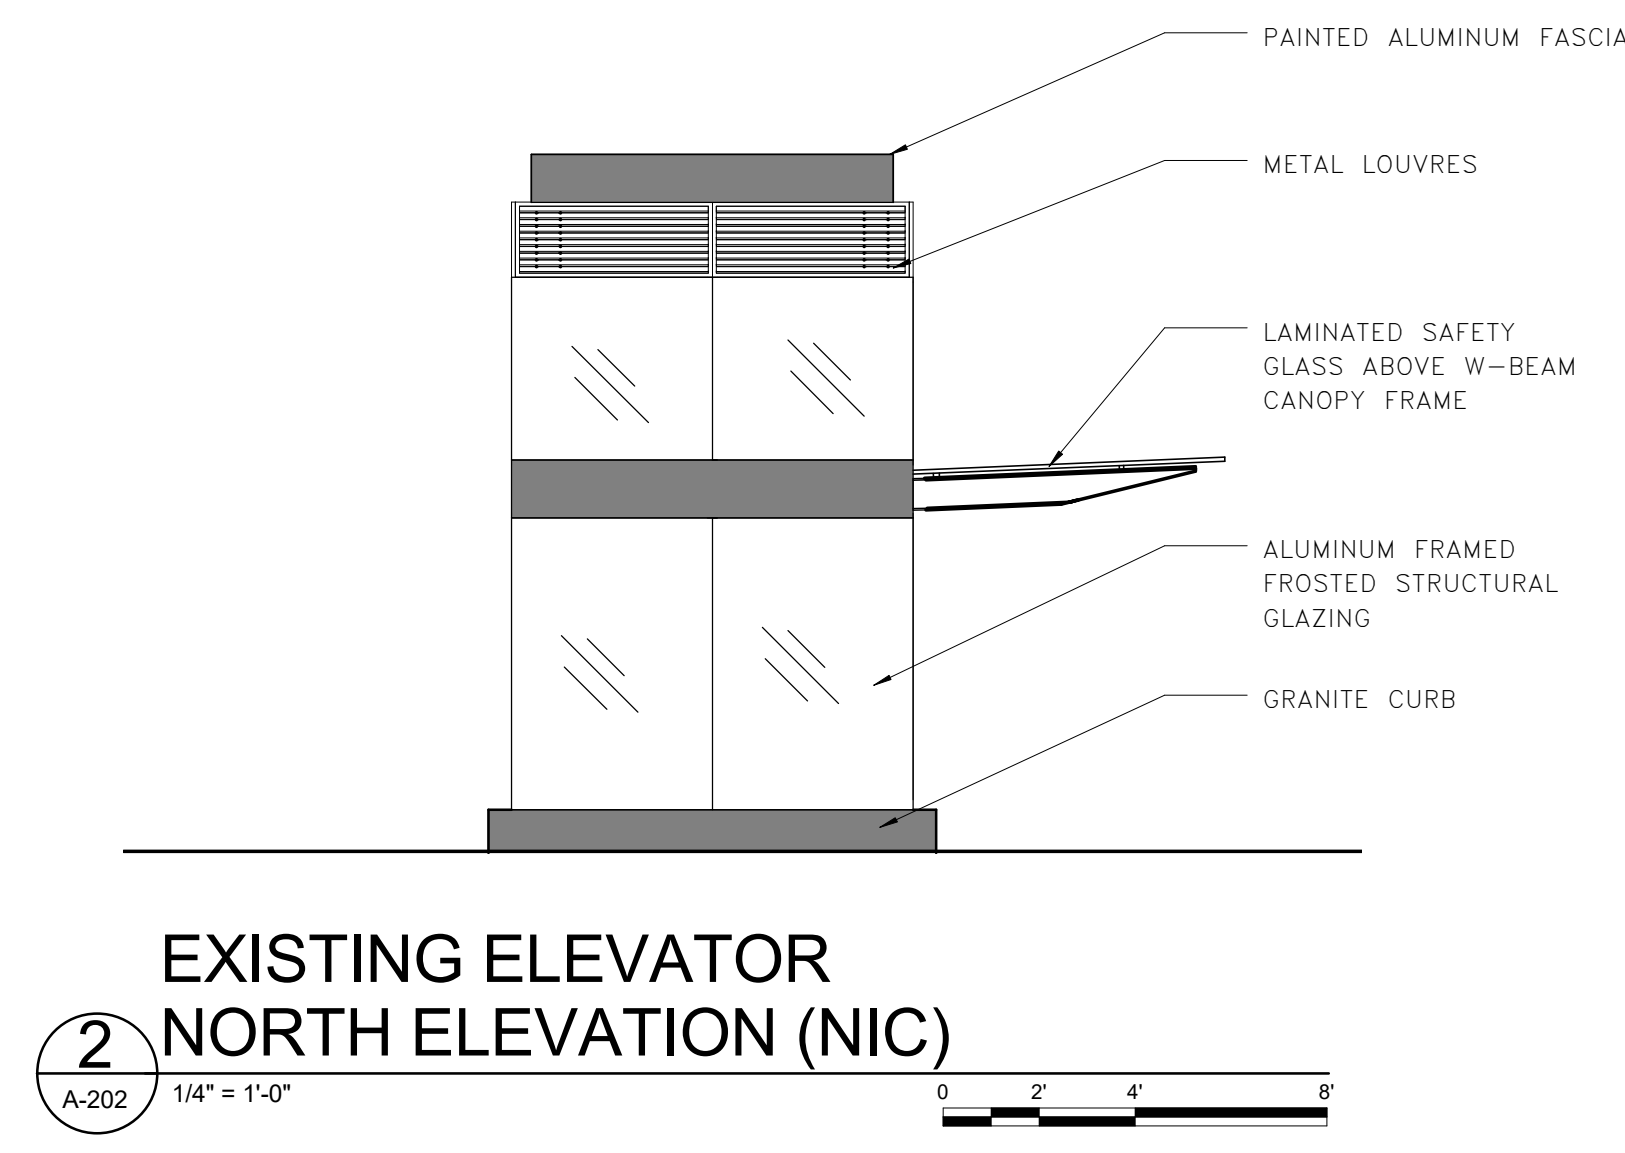 PAINTED ALUMINUM FASCIA
METAL LOUVRES
LAMINATED SAFETY
GLASS ABOVE W-BEAM
CANOPY FRAME
ALUMINUM FRAMED
FROSTED STRUCTURAL
GLAZING
GRANITE CURB
EXISTING ELEVATOR
NORTH ELEVATION (NIC)
2
A-202
1/4" = 1'-0"
0 2' 4' 8'